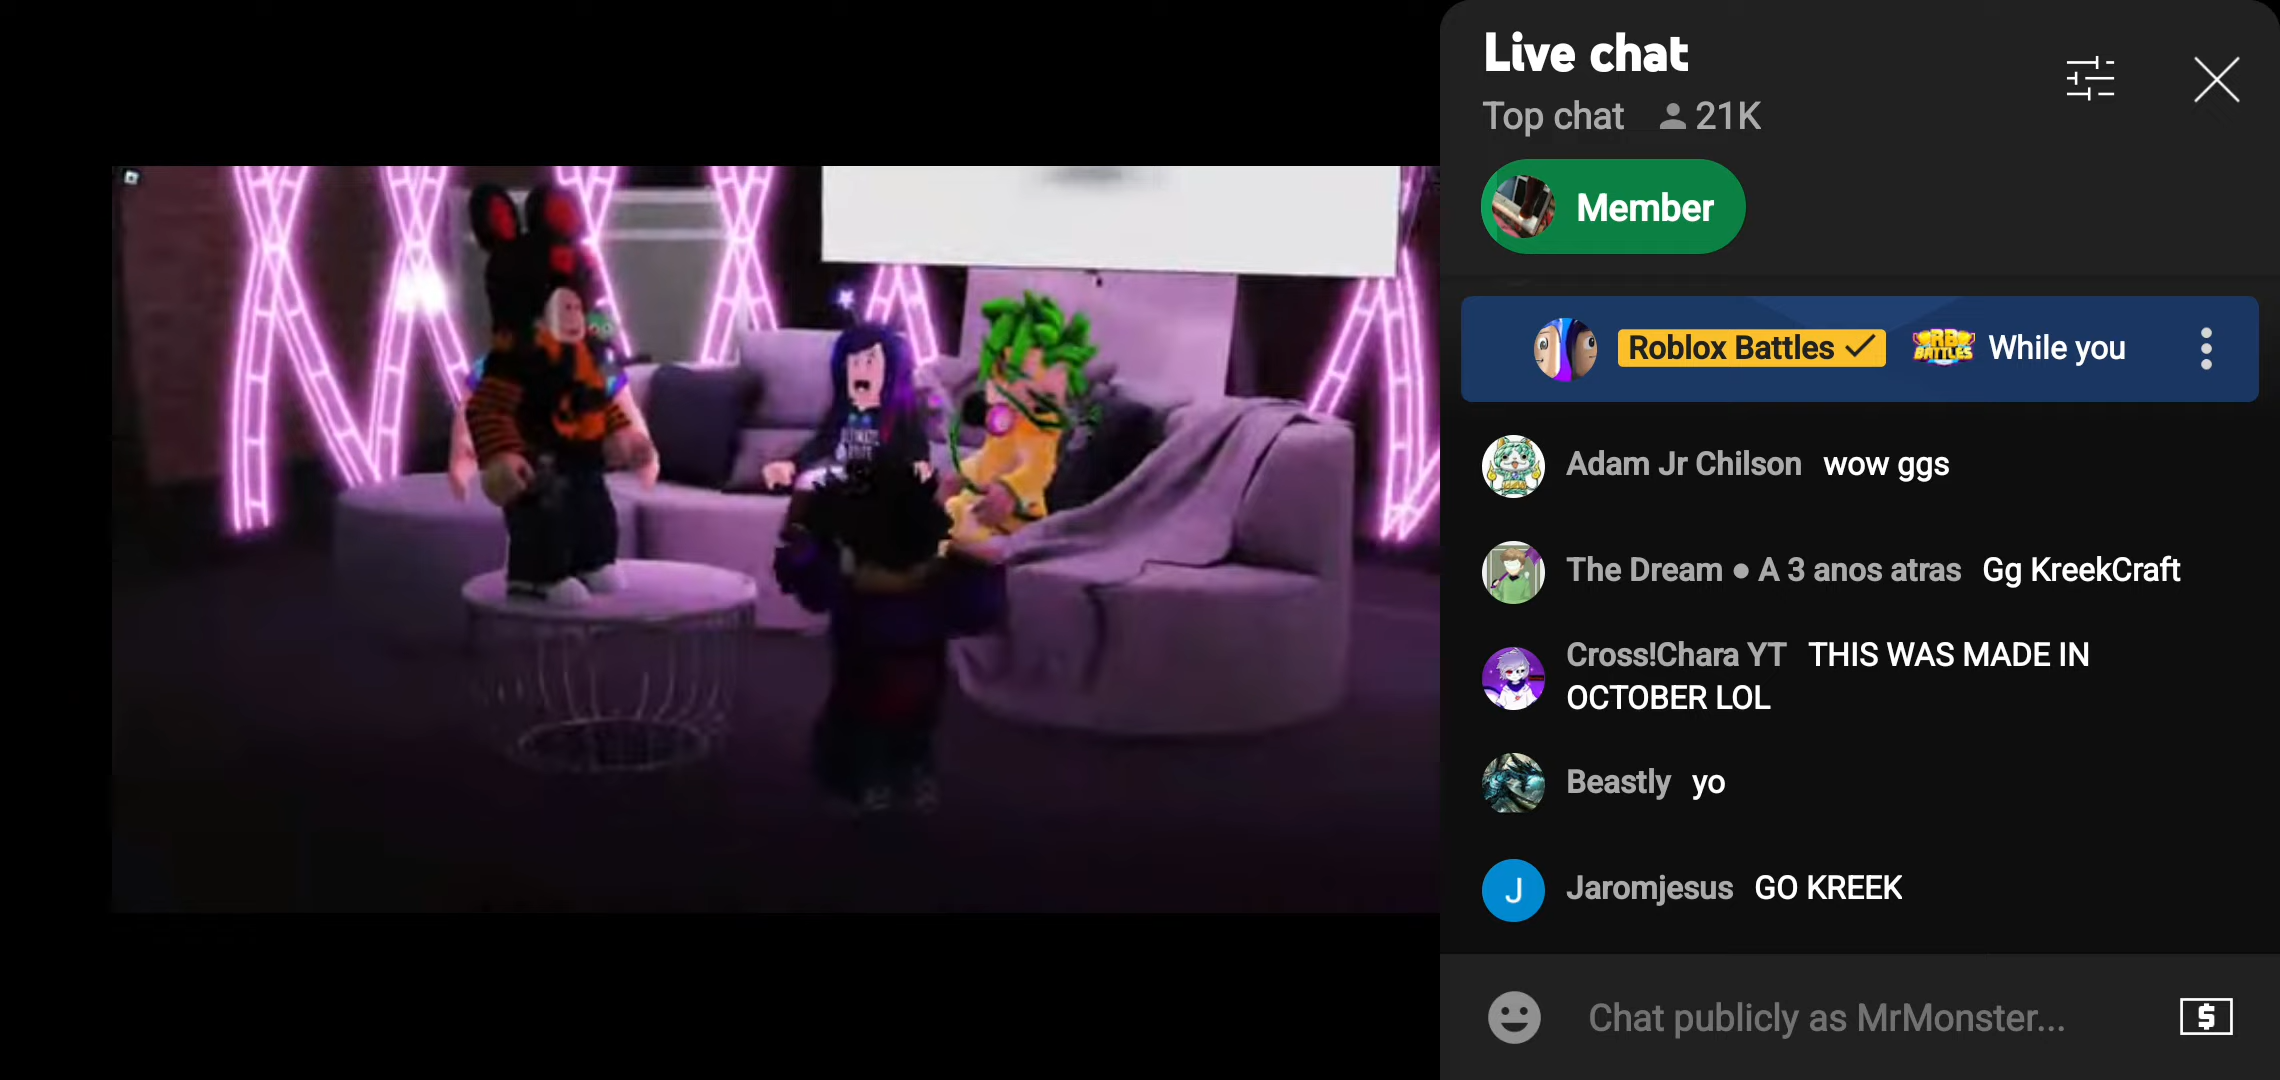 Live chat
Top chat 21K
Member
Roblox Battles RB BATTLES While you
Adam Jr Chilson wow ggs
The Dream ● A 3 anos atras Gg KreekCraft
Cross!Chara YT THIS WAS MADE IN
OCTOBER LOL
Beastly yo
J Jaromjesus GO KREEK
Chat publicly as MrMonster... $